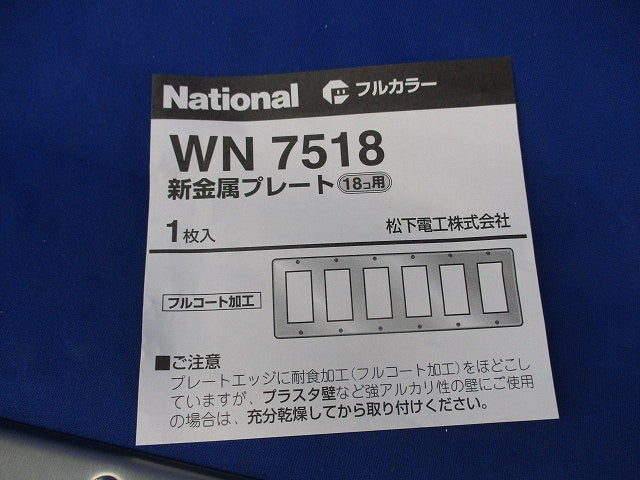 National フルカラー
WN 7518
新金属プレート 18コ用
1枚入 松下電工株式会社
フルコート加工
■ご注意
プレートエッジに耐食加工(フルコート加工)をほどこし
ていますが、プラスタ壁など強アルカリ性の壁にご使用
の場合は、充分乾燥してから取り付けください。